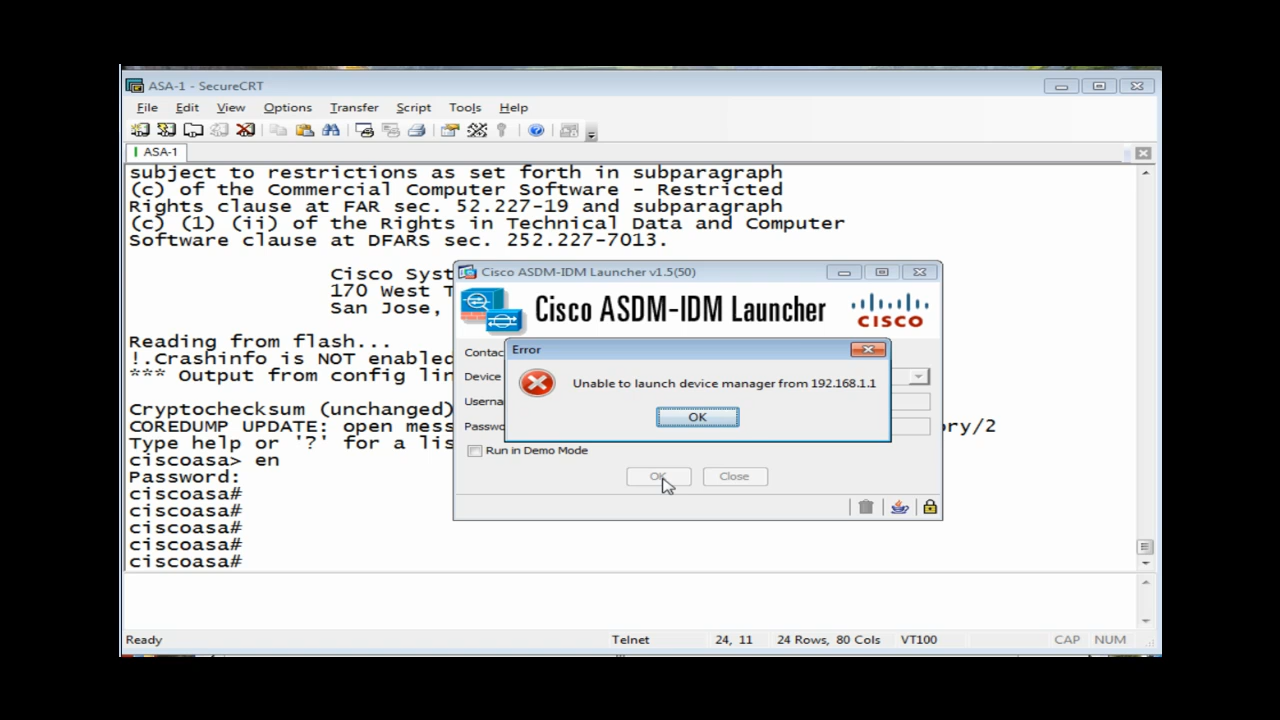 ASA-1 - SecureCRT
File Edit View Options Transfer Script Tools Help
ASA-1
subject to restrictions as set forth in subparagraph
(c) of the Commercial Computer Software - Restricted
Rights clause at FAR sec. 52.227-19 and subparagraph
(c) (1) (ii) of the Rights in Technical Data and Computer
Software clause at DFARS sec. 252.227-7013.
Cisco Syst
170 West T
San Jose,
Reading from flash...
!.Crashinfo is NOT enabled
*** Output from config lin
Cryptochecksum (unchanged)
COREDUMP UPDATE: open mess ory/2
Type help or '?' for a lis
ciscoasa> en
Password:
ciscoasa#
ciscoasa#
ciscoasa#
ciscoasa#
ciscoasa#
Cisco ASDM-IDM Launcher v1.5(50)
Cisco ASDM-IDM Launcher
CISCO
Contac
Device
Userna
Passwo
Error
Unable to launch device manager from 192.168.1.1
OK
Run in Demo Mode
OK Close
Ready Telnet 24, 11 24 Rows, 80 Cols VT100 CAP NUM